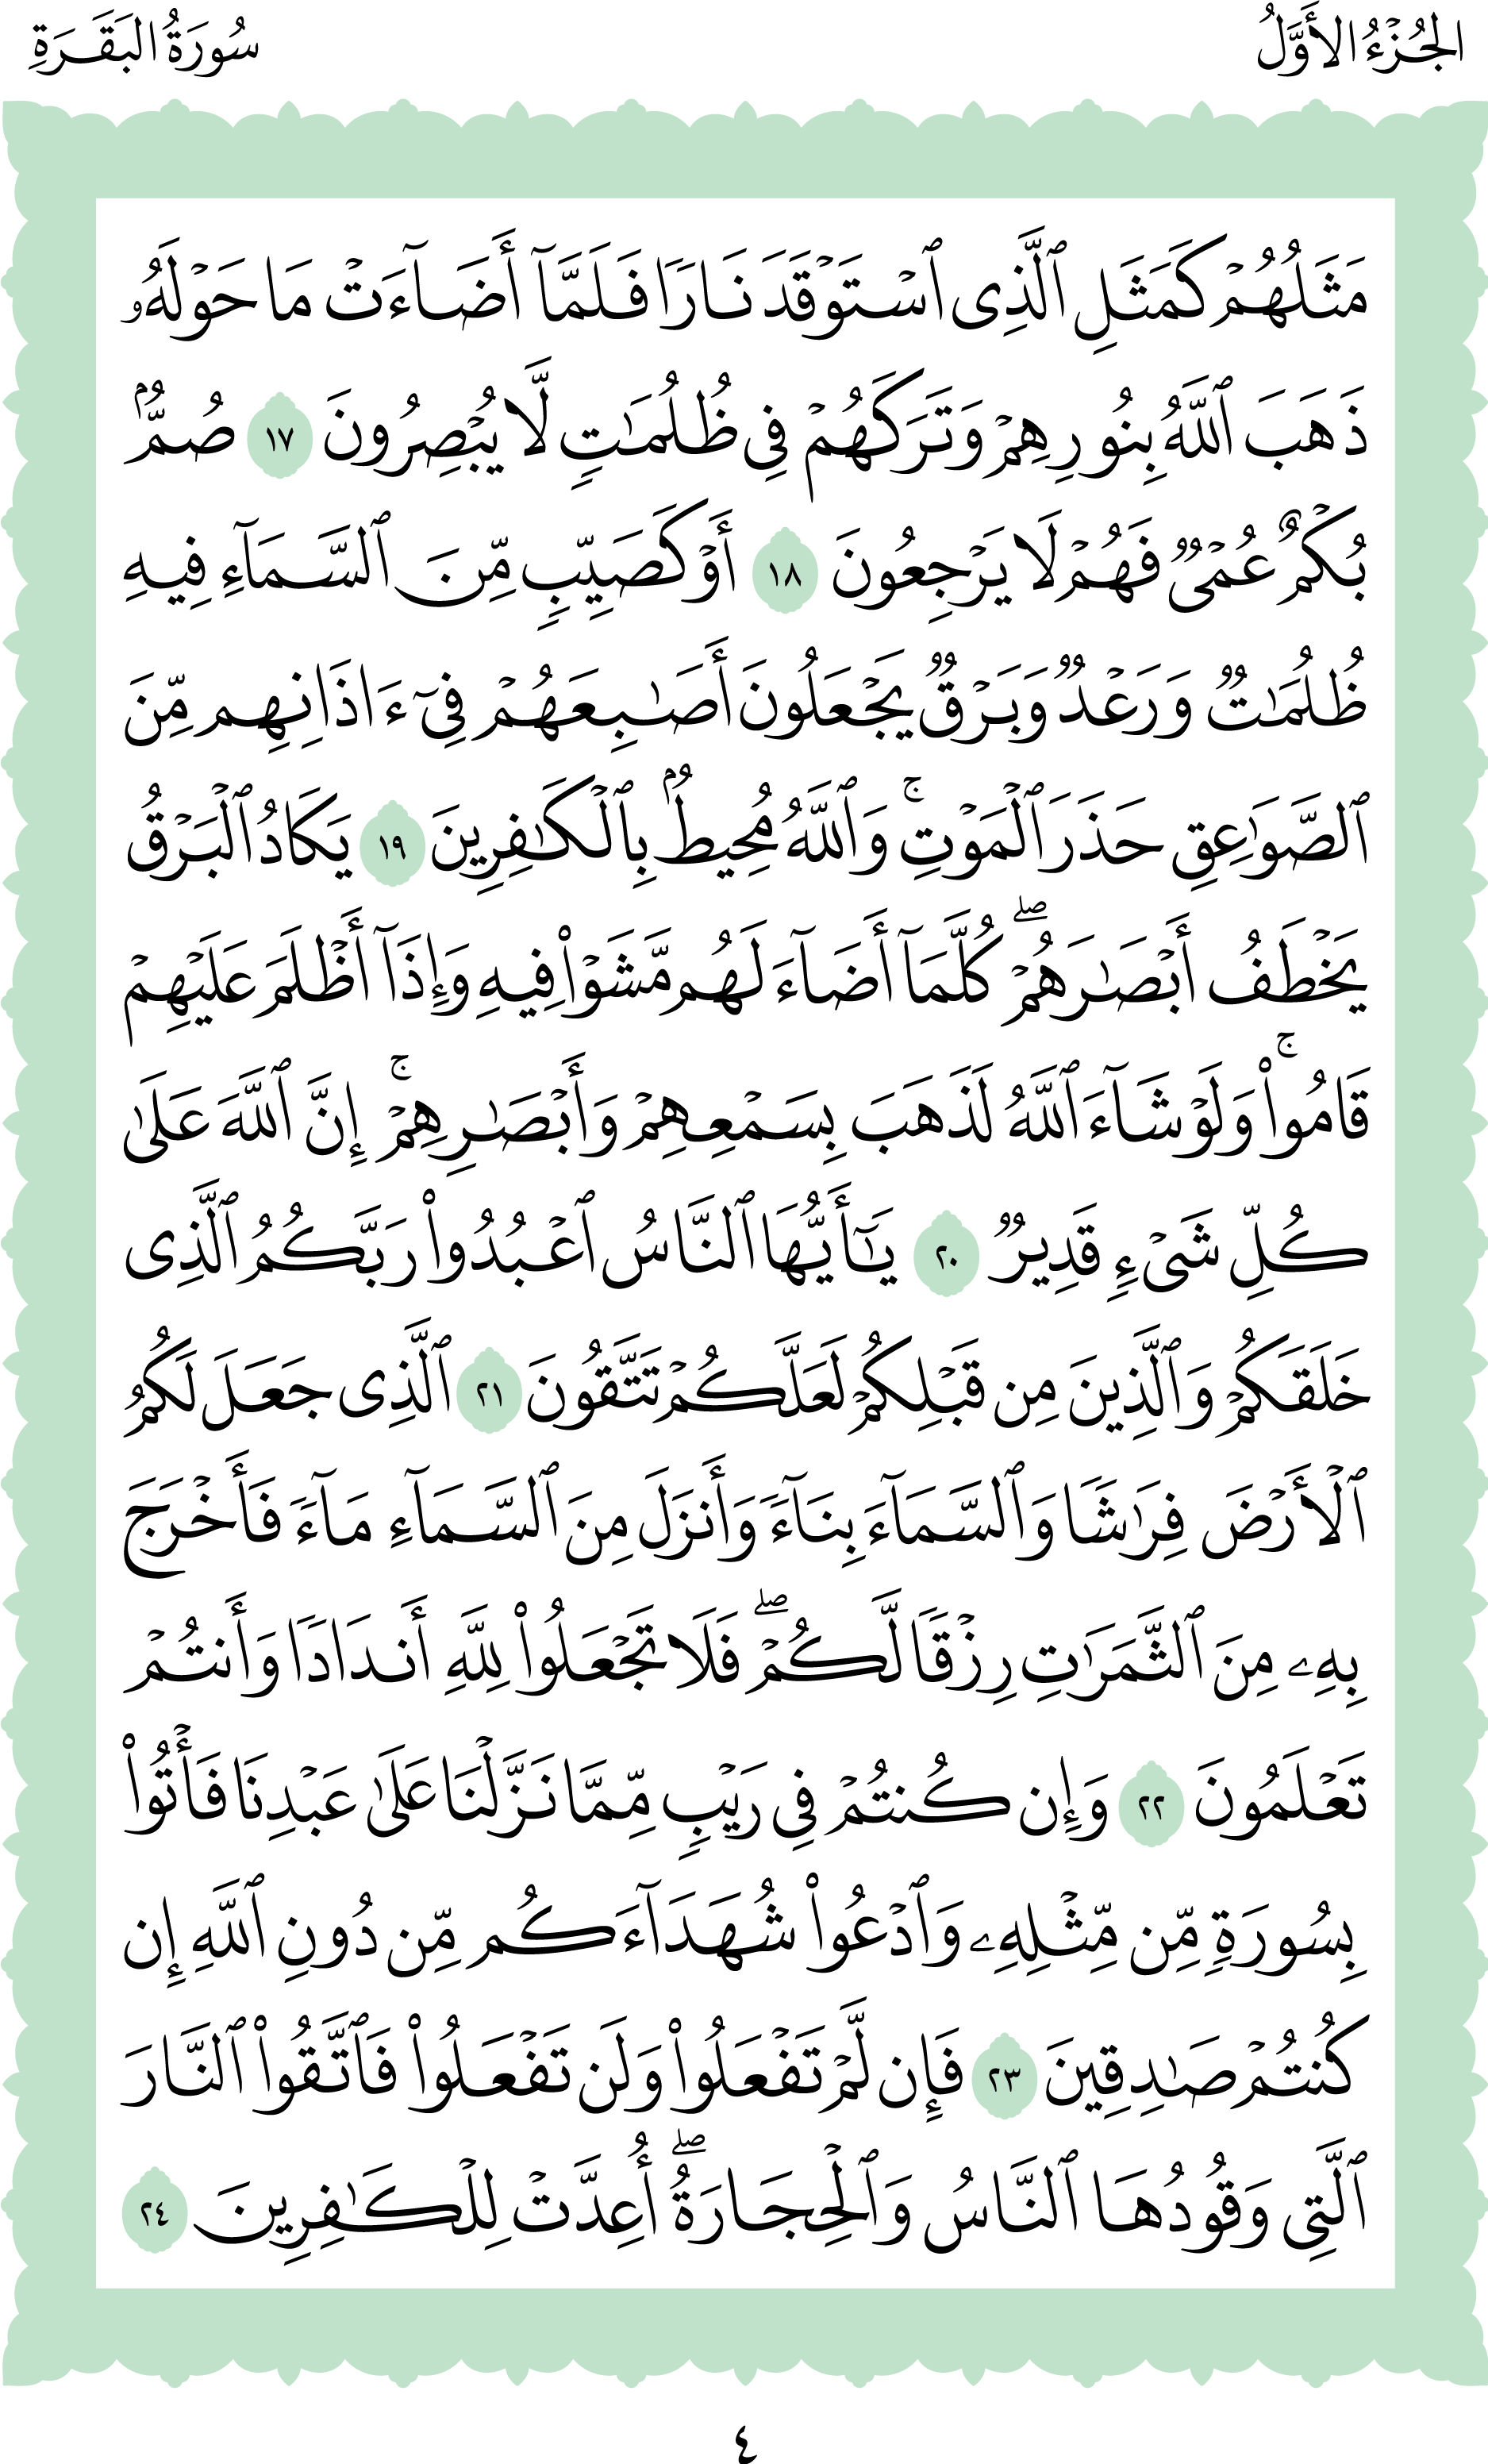 الجُزْءُ الأَوَّلُ
سُورَةُ البَقَرَةِ
مَثَلُهُمۡ كَمَثَلِ ٱلَّذِي ٱسۡتَوۡقَدَ نَارٗا فَلَمَّآ أَضَآءَتۡ مَا حَوۡلَهُۥ
ذَهَبَ ٱللَّهُ بِنُورِهِمۡ وَتَرَكَهُمۡ فِي ظُلُمَٰتٖ لَّا يُبۡصِرُونَ ١٧ صُمُّۢ
بُكۡمٌ عُمۡيٞ فَهُمۡ لَا يَرۡجِعُونَ ١٨ أَوۡ كَصَيِّبٖ مِّنَ ٱلسَّمَآءِ فِيهِ
ظُلُمَٰتٞ وَرَعۡدٞ وَبَرۡقٞ يَجۡعَلُونَ أَصَٰبِعَهُمۡ فِيٓ ءَاذَانِهِم مِّنَ
ٱلصَّوَٰعِقِ حَذَرَ ٱلۡمَوۡتِۚ وَٱللَّهُ مُحِيطُۢ بِٱلۡكَٰفِرِينَ ١٩ يَكَادُ ٱلۡبَرۡقُ
يَخۡطَفُ أَبۡصَٰرَهُمۡۖ كُلَّمَآ أَضَآءَ لَهُم مَّشَوۡاْ فِيهِ وَإِذَآ أَظۡلَمَ عَلَيۡهِمۡ
قَامُواْۚ وَلَوۡ شَآءَ ٱللَّهُ لَذَهَبَ بِسَمۡعِهِمۡ وَأَبۡصَٰرِهِمۡۚ إِنَّ ٱللَّهَ عَلَىٰ
كُلِّ شَيۡءٖ قَدِيرٞ ٢٠ يَٰٓأَيُّهَا ٱلنَّاسُ ٱعۡبُدُواْ رَبَّكُمُ ٱلَّذِي
خَلَقَكُمۡ وَٱلَّذِينَ مِن قَبۡلِكُمۡ لَعَلَّكُمۡ تَتَّقُونَ ٢١ ٱلَّذِي جَعَلَ لَكُمُ
ٱلۡأَرۡضَ فِرَٰشٗا وَٱلسَّمَآءَ بِنَآءٗ وَأَنزَلَ مِنَ ٱلسَّمَآءِ مَآءٗ فَأَخۡرَجَ
بِهِۦ مِنَ ٱلثَّمَرَٰتِ رِزۡقٗا لَّكُمۡۖ فَلَا تَجۡعَلُواْ لِلَّهِ أَندَادٗا وَأَنتُمۡ
تَعۡلَمُونَ ٢٢ وَإِن كُنتُمۡ فِي رَيۡبٖ مِّمَّا نَزَّلۡنَا عَلَىٰ عَبۡدِنَا فَأۡتُواْ
بِسُورَةٖ مِّن مِّثۡلِهِۦ وَٱدۡعُواْ شُهَدَآءَكُم مِّن دُونِ ٱللَّهِ إِن
كُنتُمۡ صَٰدِقِينَ ٢٣ فَإِن لَّمۡ تَفۡعَلُواْ وَلَن تَفۡعَلُواْ فَٱتَّقُواْ ٱلنَّارَ
ٱلَّتِي وَقُودُهَا ٱلنَّاسُ وَٱلۡحِجَارَةُۖ أُعِدَّتۡ لِلۡكَٰفِرِينَ ٢٤
٤